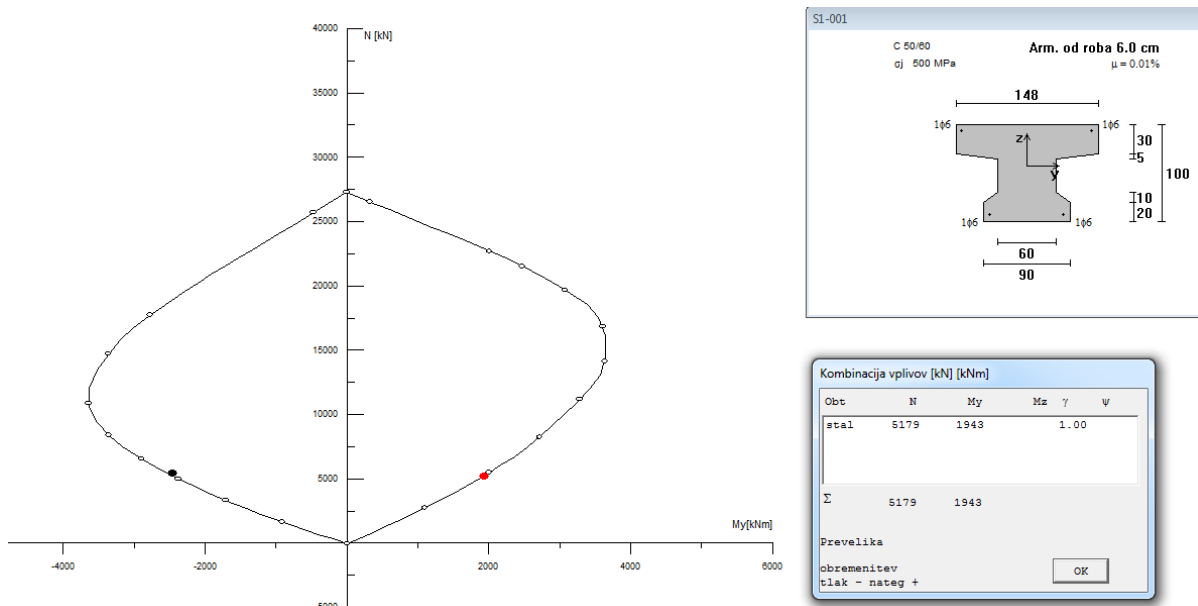 N [kN]
40000
35000
30000
25000
20000
15000
10000
5000
My[kNm]
-4000
-2000
2000
4000
6000
-5000
S1-001
C 50/60
Arm. od roba 6.0 cm
σj 500 MPa
μ = 0.01%
148
1ϕ6
1ϕ6
z
y
30
5
100
10
20
1ϕ6
1ϕ6
60
90
Kombinacija vplivov [kN] [kNm]
Obt N My Mz γ ψ
stal 5179 1943 1.00
Σ 5179 1943
Prevelika
obremenitev
tlak - nateg +
OK